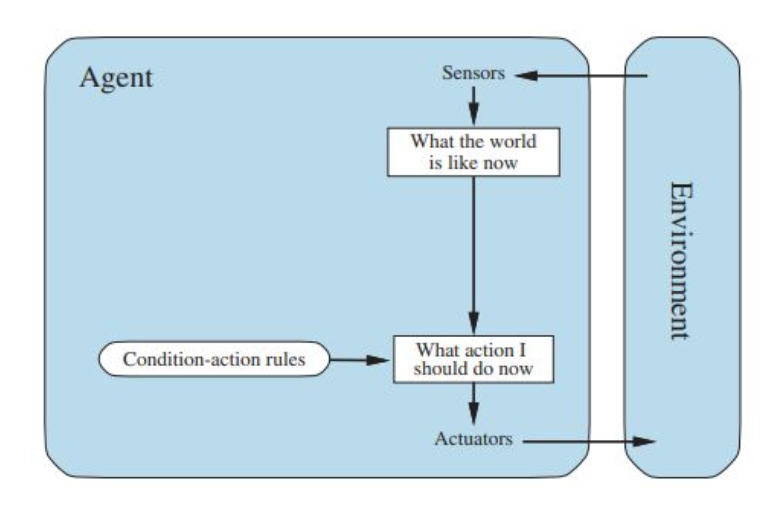 Agent
Sensors
What the world
is like now
Environment
Condition-action rules
What action I
should do now
Actuators